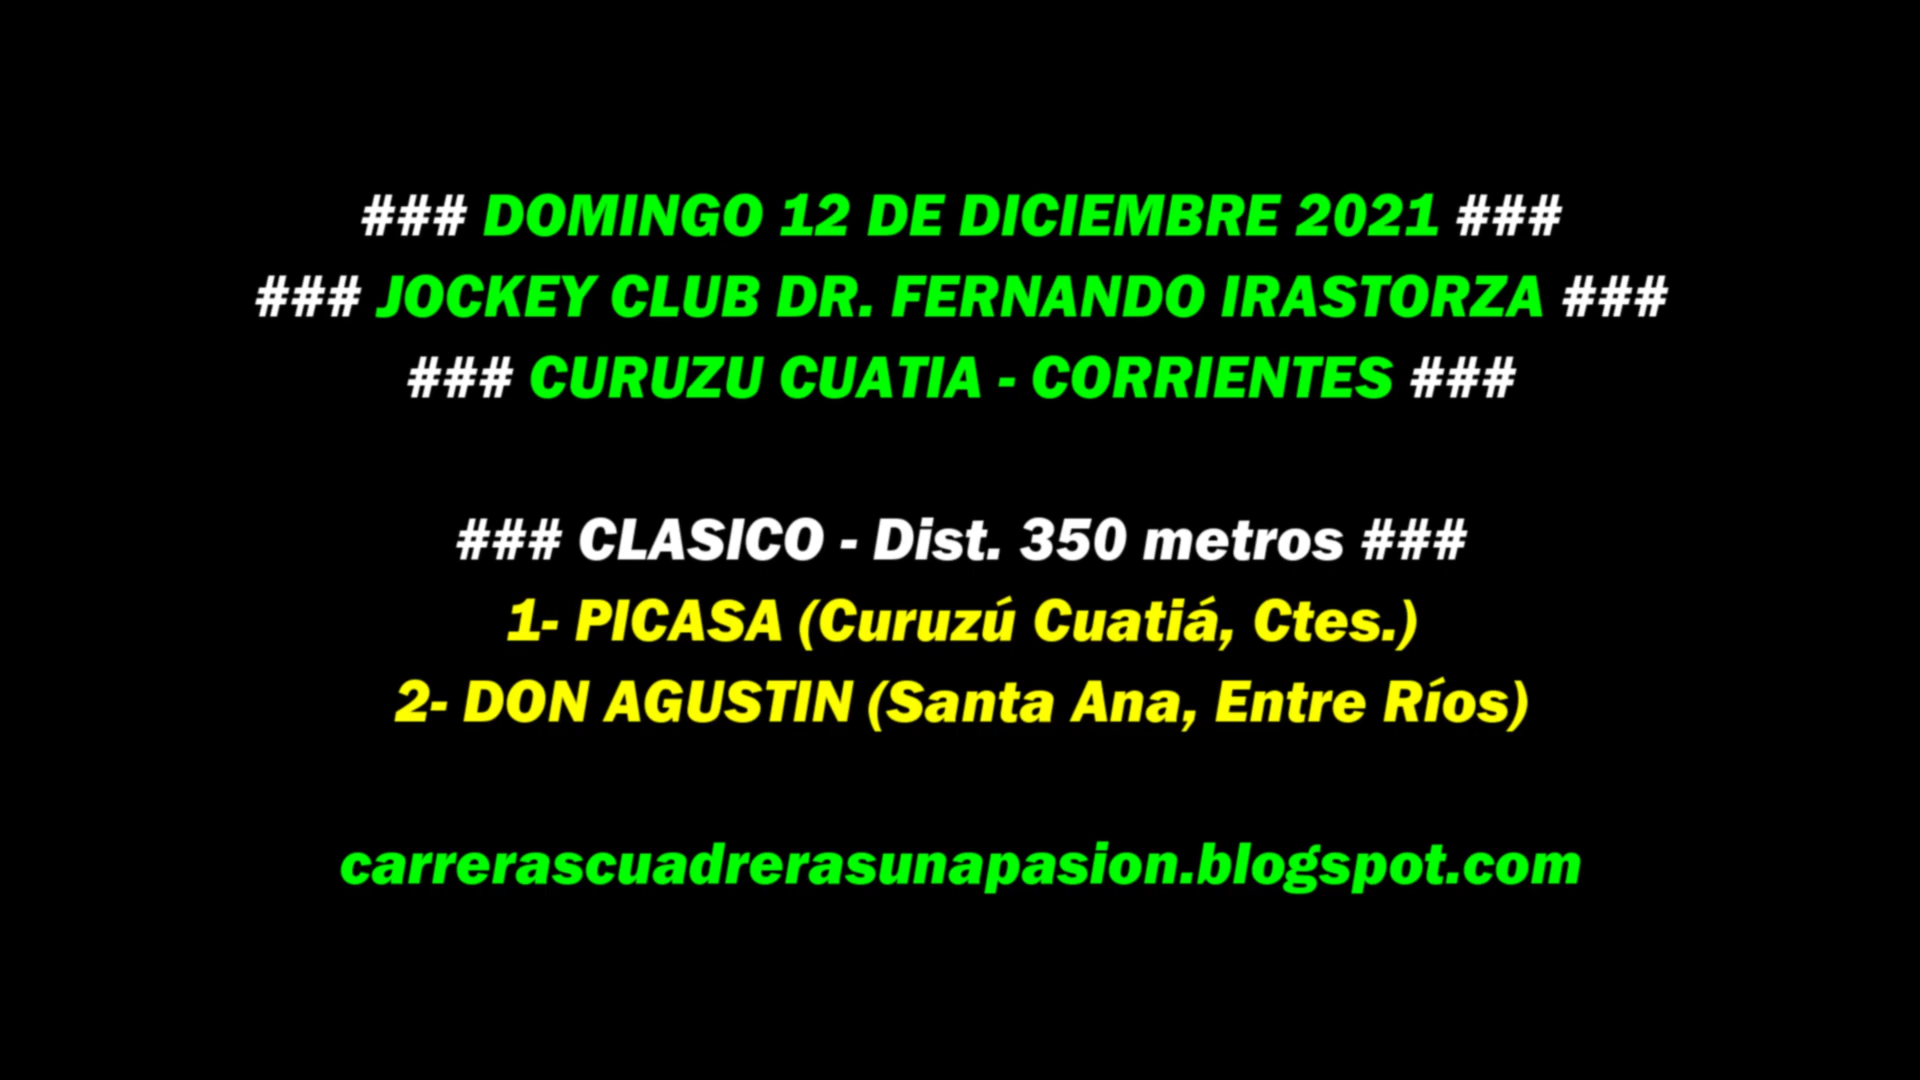 ### DOMINGO 12 DE DICIEMBRE 2021 ###
### JOCKEY CLUB DR. FERNANDO IRASTORZA ###
### CURUZU CUATIA - CORRIENTES ###
### CLASICO - Dist. 350 metros ###
1- PICASA (Curuzú Cuatiá, Ctes.)
2- DON AGUSTIN (Santa Ana, Entre Ríos)
carrerascuadrerasunapasion.blogspot.com